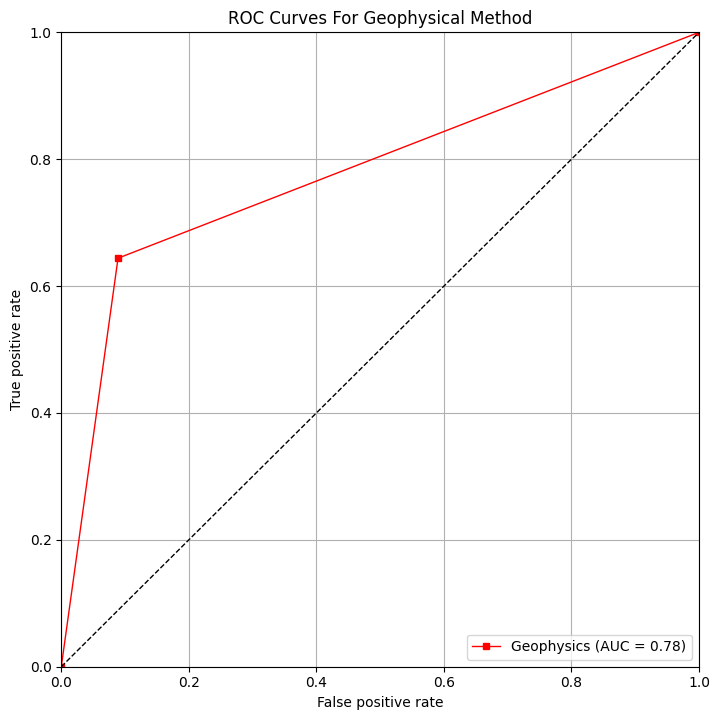 ROC Curves For Geophysical Method
1.0
0.8
0.6
0.4
0.2
0.0
True positive rate
Geophysics (AUC = 0.78)
0.0 0.2 0.4 0.6 0.8 1.0
False positive rate